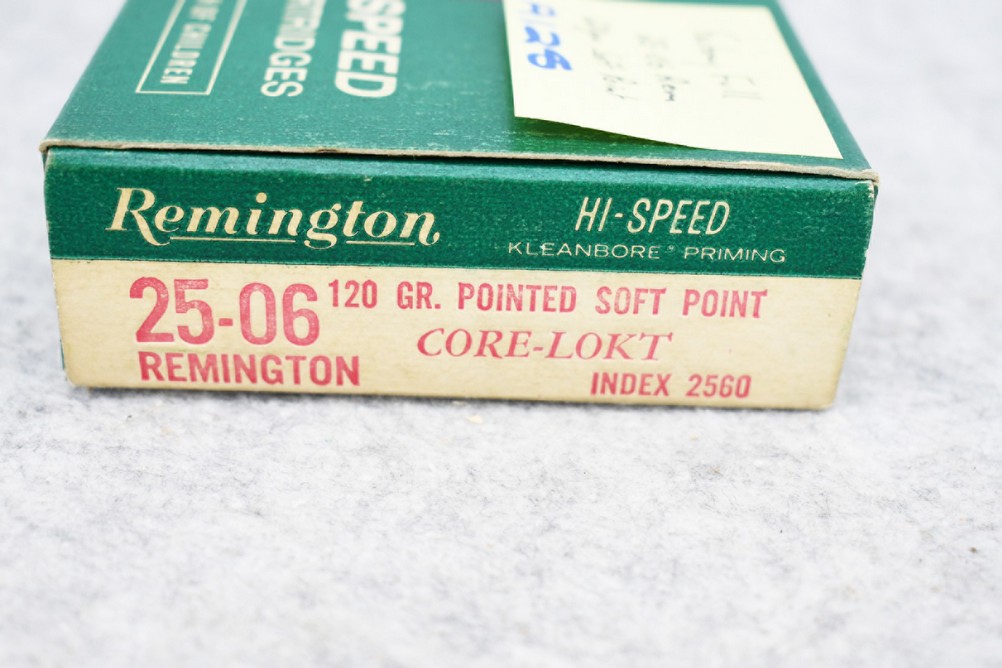 SPEED
OF CHILDREN
Remington
HI-SPEED
KLEANBORE® PRIMING
25-06
REMINGTON
120 GR. POINTED SOFT POINT
CORE-LOKT
INDEX 2560